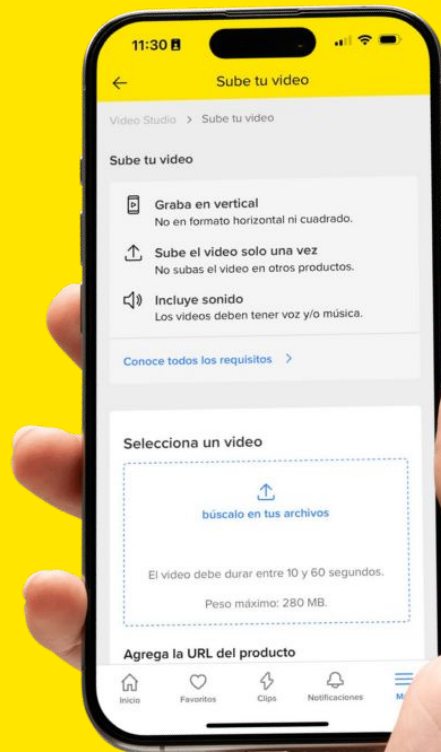 11:30
Sube tu video
Video Studio > Sube tu video
Sube tu video
Graba en vertical
No en formato horizontal ni cuadrado.
Sube el video solo una vez
No subas el video en otros productos.
Incluye sonido
Los videos deben tener voz y/o música.
Conoce todos los requisitos >
Selecciona un video
búscalo en tus archivos
El video debe durar entre 10 y 60 segundos.
Peso máximo: 280 MB.
Agrega la URL del producto
Inicio Favoritos Clips Notificaciones